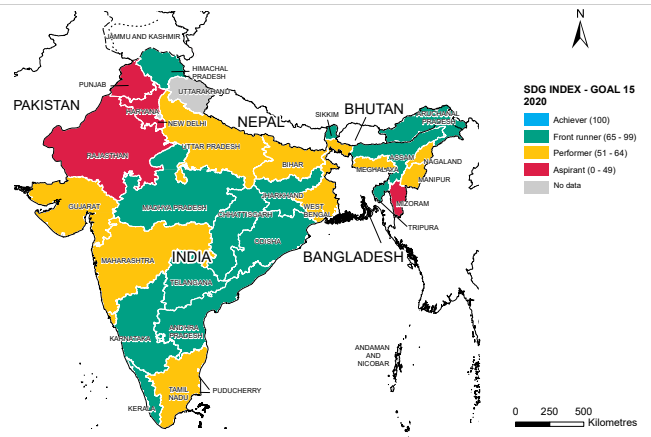 N
JAMMU AND KASHMIR
HIMACHAL
PRADESH
PUNJAB
UTTARAKHAND
PAKISTAN
HARYANA
NEW DELHI
NEPAL
SIKKIM
BHUTAN
ARUNACHAL
PRADESH
RAJASTHAN
UTTAR PRADESH
BIHAR
ASSAM
NAGALAND
MEGHALAYA
MANIPUR
GUJARAT
MADHYA PRADESH
JHARKHAND
WEST
BENGAL
CHHATTISGARH
MIZORAM
TRIPURA
ODISHA
MAHARASHTRA
INDIA
BANGLADESH
TELANGANA
KARNATAKA
ANDHRA
PRADESH
ANDAMAN
AND
NICOBAR
TAMIL
NADU
PUDUCHERRY
KERALA
SDG INDEX - GOAL 15
2020
Achiever (100)
Front runner (65 - 99)
Performer (51 - 64)
Aspirant (0 - 49)
No data
0 250 500
Kilometres